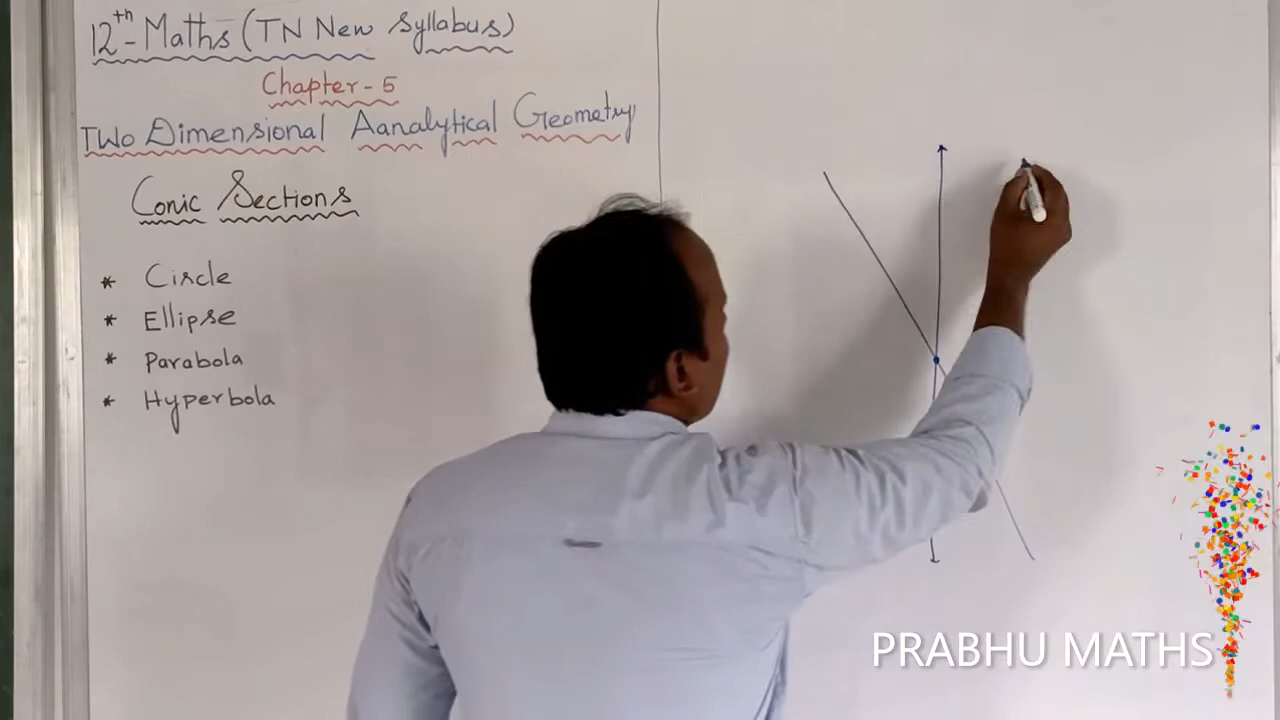 12th - Maths (TN New Syllabus)
Chapter - 5
Two Dimensional Aanalytical Geometry
Conic Sections
* Circle
* Ellipse
* Parabola
* Hyperbola
PRABHU MATHS